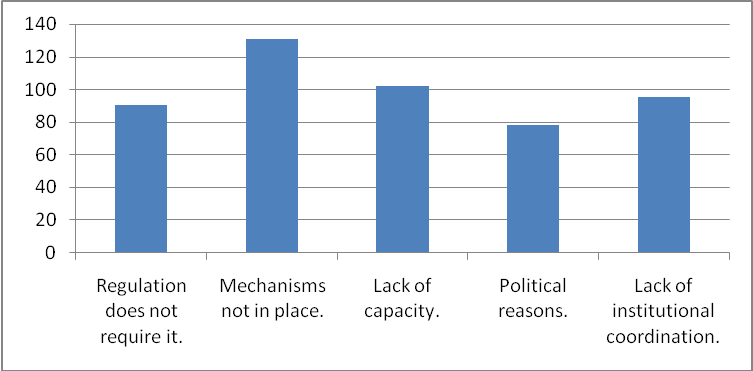 140
120
100
80
60
40
20
0
Regulation does not require it.
Mechanisms not in place.
Lack of capacity.
Political reasons.
Lack of institutional coordination.